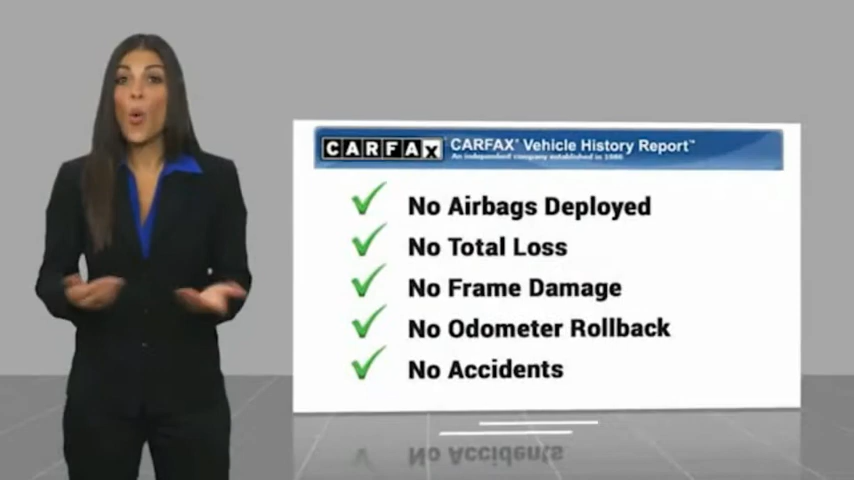 CARFAX CARFAX® Vehicle History Report™
An independent company established in 1986
No Airbags Deployed
No Total Loss
No Frame Damage
No Odometer Rollback
No Accidents
No Accidents